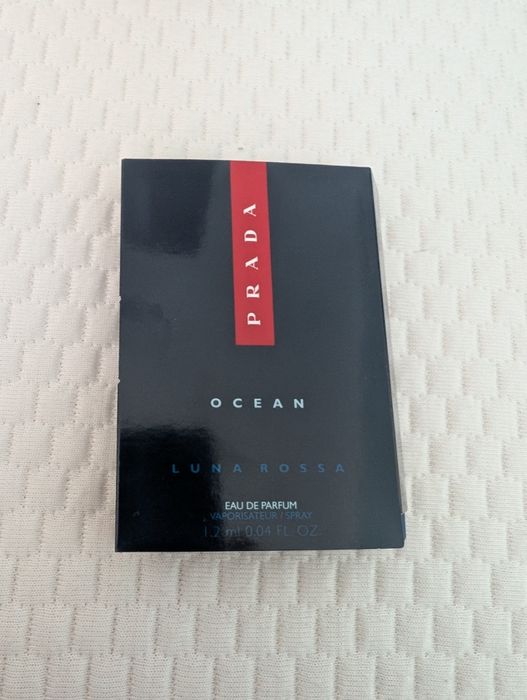 PRADA
OCEAN
LUNA ROSSA
EAU DE PARFUM
VAPORISATEUR / SPRAY
1.2 ml 0.04 FL. OZ.